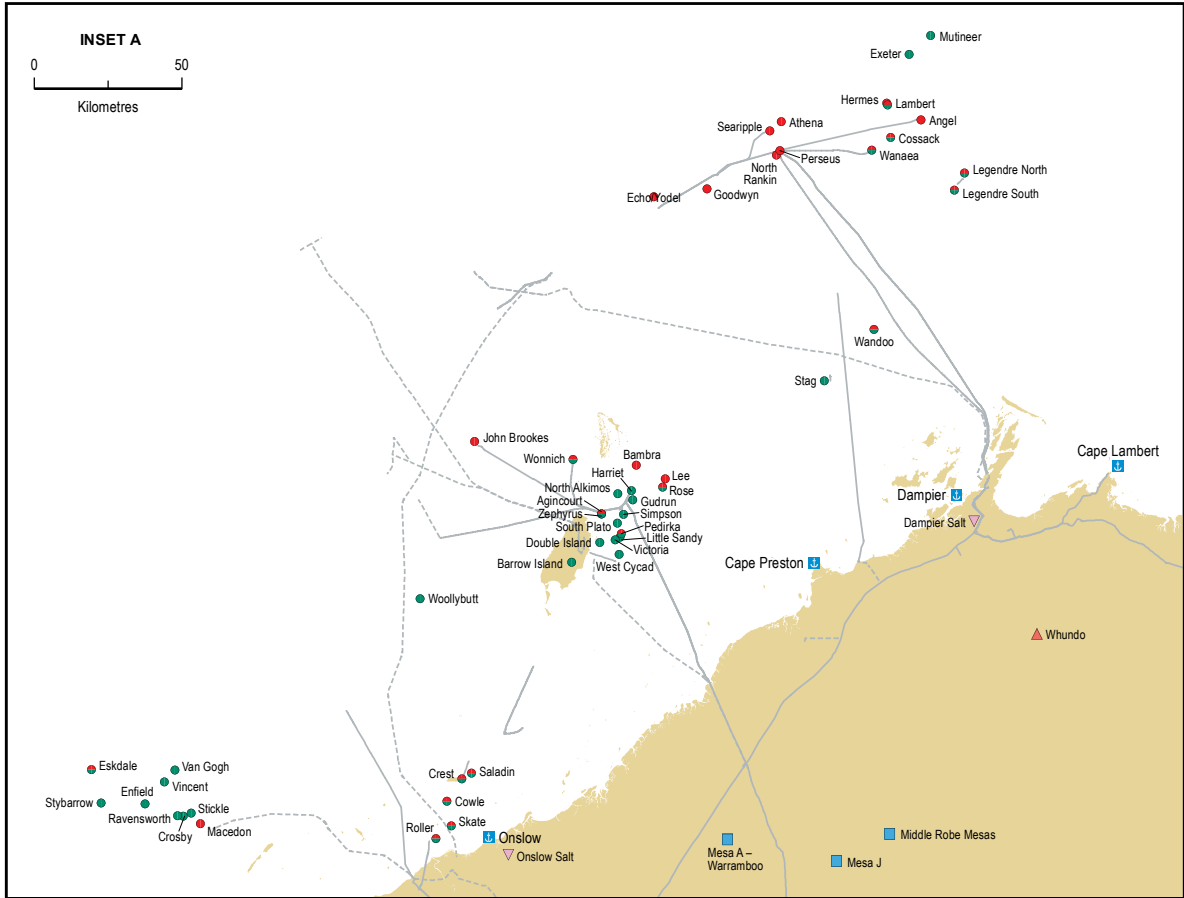 INSET A
0
50
Kilometres
Mutineer
Exeter
Hermes
Lambert
Angel
Athena
Searipple
Cossack
Perseus
Wanaea
North
Rankin
Legendre North
Legendre South
Echo/Yodel
Goodwyn
Wandoo
Stag
John Brookes
Wonnich
Bambra
Harriet
Lee
Rose
North Alkimos
Gudrun
Agincourt
Zephyrus
Simpson
South Plato
Pedirka
Little Sandy
Double Island
Victoria
Barrow Island
West Cycad
Cape Lambert
Dampier
Dampier Salt
Cape Preston
Woollybutt
Whundo
Eskdale
Van Gogh
Vincent
Enfield
Stybarrow
Stickle
Ravensworth
Crosby
Macedon
Crest
Saladin
Cowle
Skate
Roller
Onslow
Onslow Salt
Mesa A –
Warramboo
Middle Robe Mesas
Mesa J